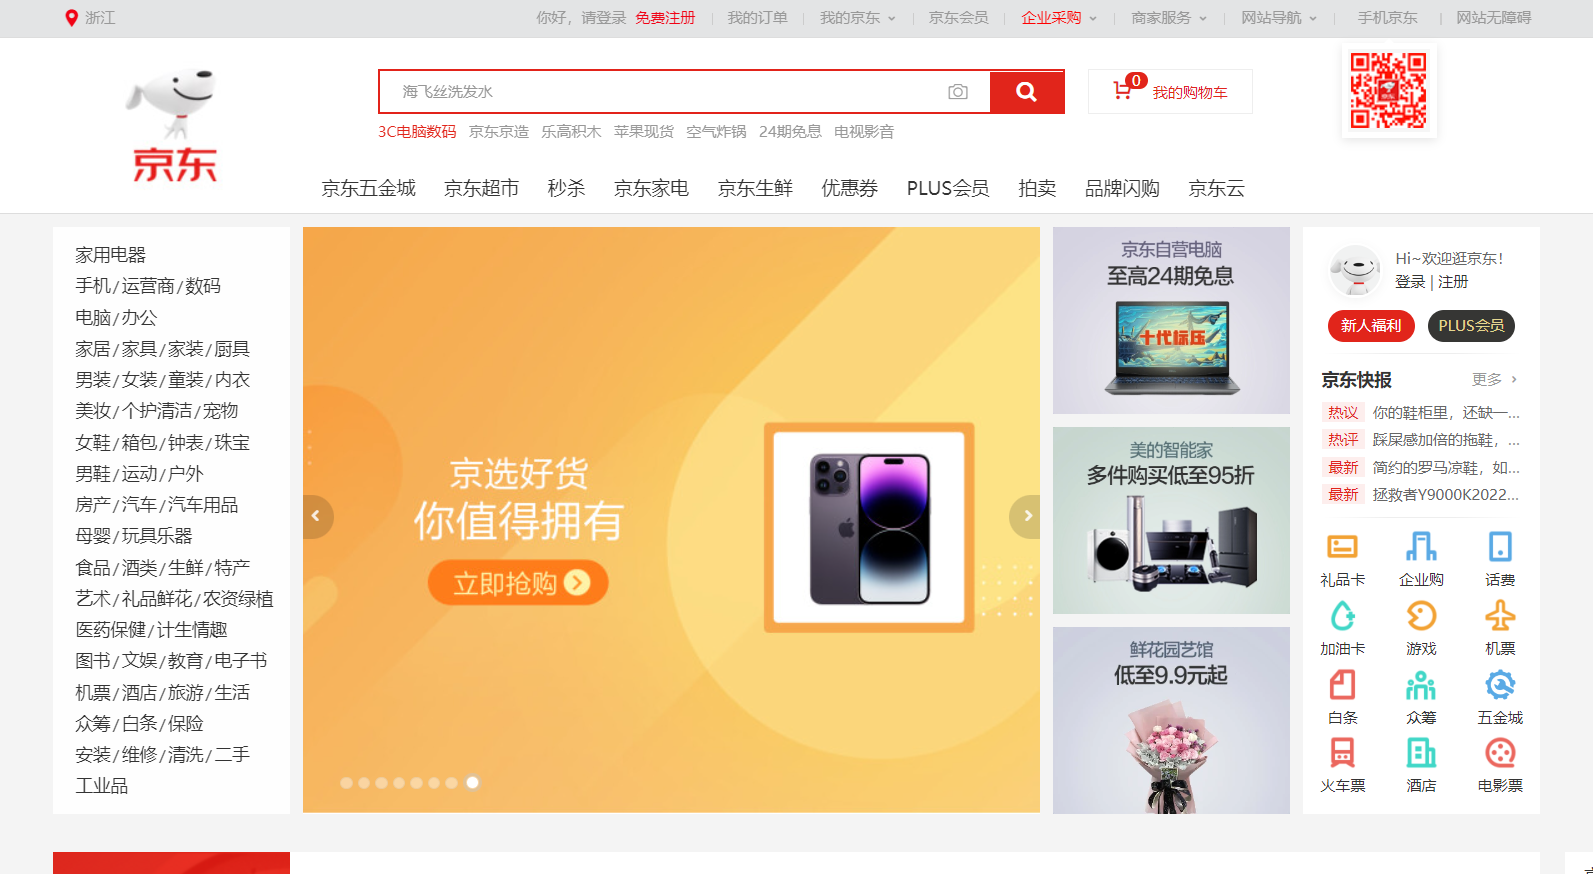 浙江
你好，请登录 免费注册 我的订单 我的京东 京东会员 企业采购 商家服务 网站导航 手机京东 网站无障碍
京东
海飞丝洗发水
0 我的购物车
3C电脑数码 京东京造 乐高积木 苹果现货 空气炸锅 24期免息 电视影音
京东五金城 京东超市 秒杀 京东家电 京东生鲜 优惠券 PLUS会员 拍卖 品牌闪购 京东云
家用电器
手机/运营商/数码
电脑/办公
家居/家具/家装/厨具
男装/女装/童装/内衣
美妆/个护清洁/宠物
女鞋/箱包/钟表/珠宝
男鞋/运动/户外
房产/汽车/汽车用品
母婴/玩具乐器
食品/酒类/生鲜/特产
艺术/礼品鲜花/农资绿植
医药保健/计生情趣
图书/文娱/教育/电子书
机票/酒店/旅游/生活
众筹/白条/保险
安装/维修/清洗/二手
工业品
京选好货
你值得拥有
立即抢购
京东自营电脑
至高24期免息
十代标压
美的智能家
多件购买低至95折
鲜花园艺馆
低至9.9元起
Hi~欢迎逛京东！
登录 | 注册
新人福利 PLUS会员
京东快报 更多
热议 你的鞋柜里，还缺一...
热评 踩屎感加倍的拖鞋，...
最新 简约的罗马凉鞋，如...
最新 拯救者Y9000K2022...
礼品卡 企业购 话费
加油卡 游戏 机票
白条 众筹 五金城
火车票 酒店 电影票